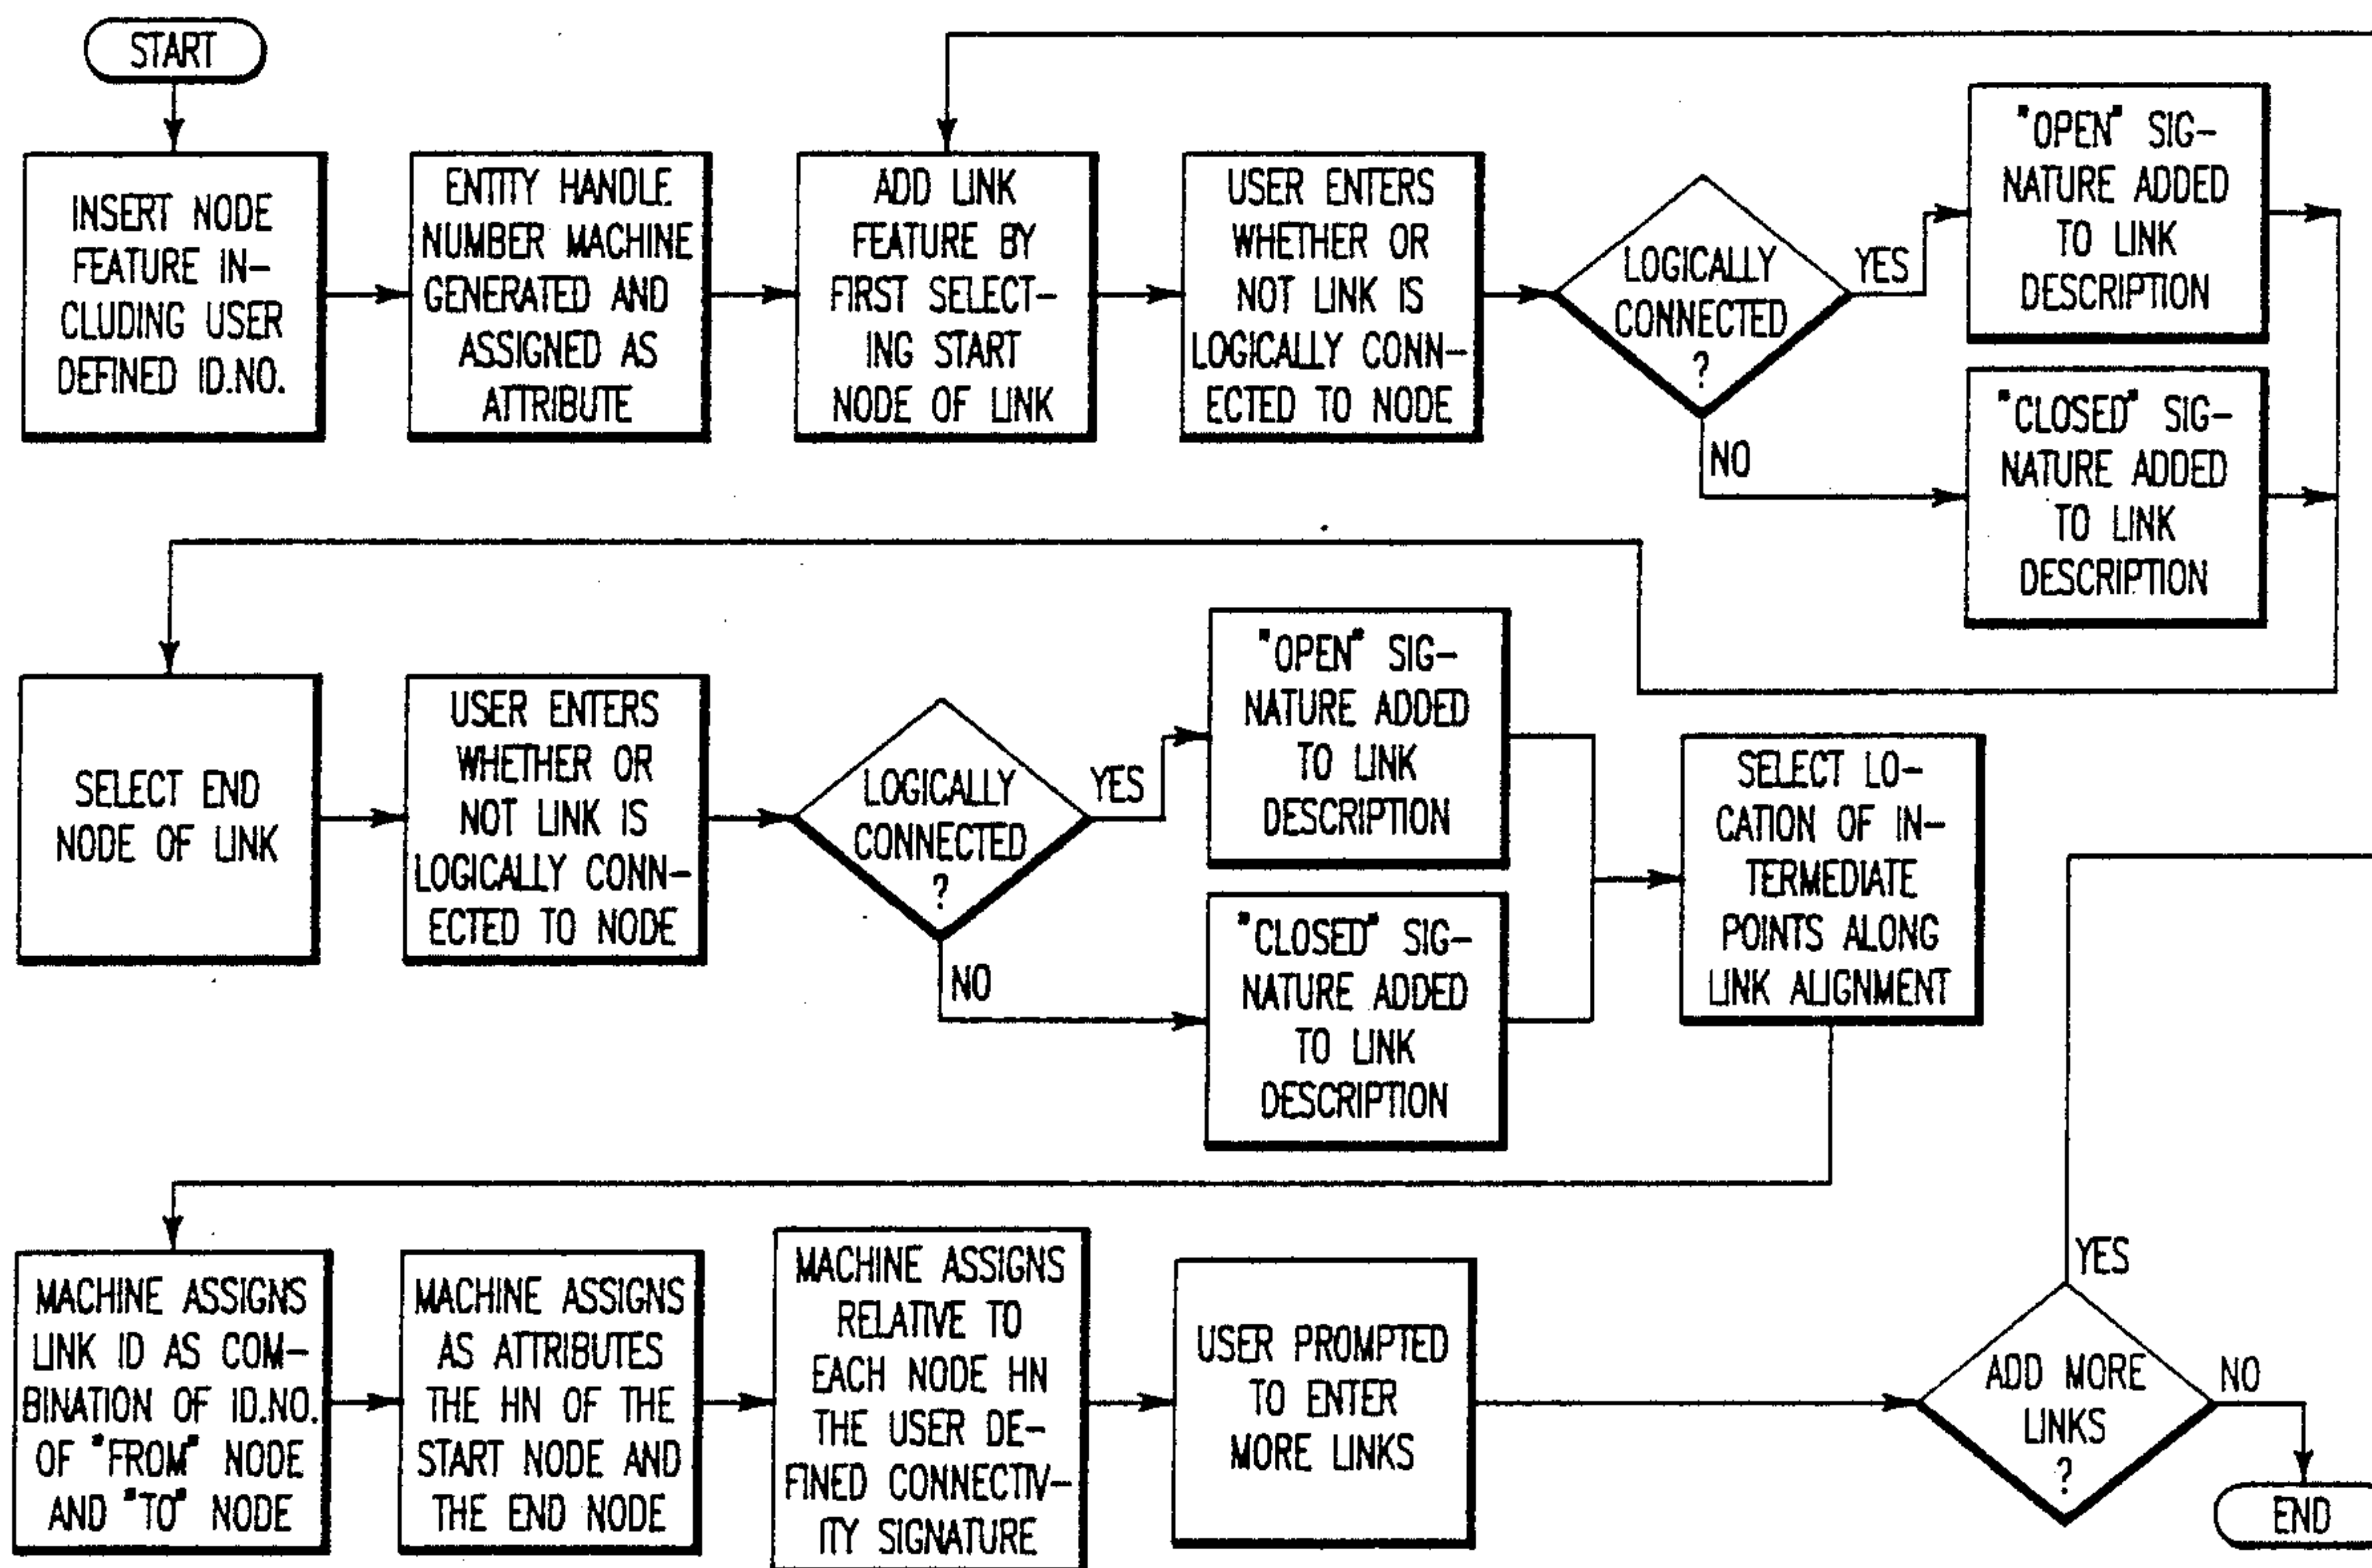 START
INSERT NODE
FEATURE IN-
CLUDING USER
DEFINED ID.NO.
ENTITY HANDLE
NUMBER MACHINE
GENERATED AND
ASSIGNED AS
ATTRIBUTE
ADD LINK
FEATURE BY
FIRST SELECT-
ING START
NODE OF LINK
USER ENTERS
WHETHER OR
NOT LINK IS
LOGICALLY CONN-
ECTED TO NODE
LOGICALLY
CONNECTED
?
YES
NO
"OPEN" SIG-
NATURE ADDED
TO LINK
DESCRIPTION
"CLOSED" SIG-
NATURE ADDED
TO LINK
DESCRIPTION
SELECT END
NODE OF LINK
USER ENTERS
WHETHER OR
NOT LINK IS
LOGICALLY CONN-
ECTED TO NODE
LOGICALLY
CONNECTED
?
YES
NO
"OPEN" SIG-
NATURE ADDED
TO LINK
DESCRIPTION
"CLOSED" SIG-
NATURE ADDED
TO LINK
DESCRIPTION
SELECT LO-
CATION OF IN-
TERMEDIATE
POINTS ALONG
LINK ALIGNMENT
MACHINE ASSIGNS
LINK ID AS COM-
BINATION OF ID.NO.
OF "FROM" NODE
AND "TO" NODE
MACHINE ASSIGNS
AS ATTRIBUTES
THE HN OF THE
START NODE AND
THE END NODE
MACHINE ASSIGNS
RELATIVE TO
EACH NODE HN
THE USER DE-
FINED CONNECTIV-
ITY SIGNATURE
USER PROMPTED
TO ENTER
MORE LINKS
YES
ADD MORE
LINKS
?
NO
END